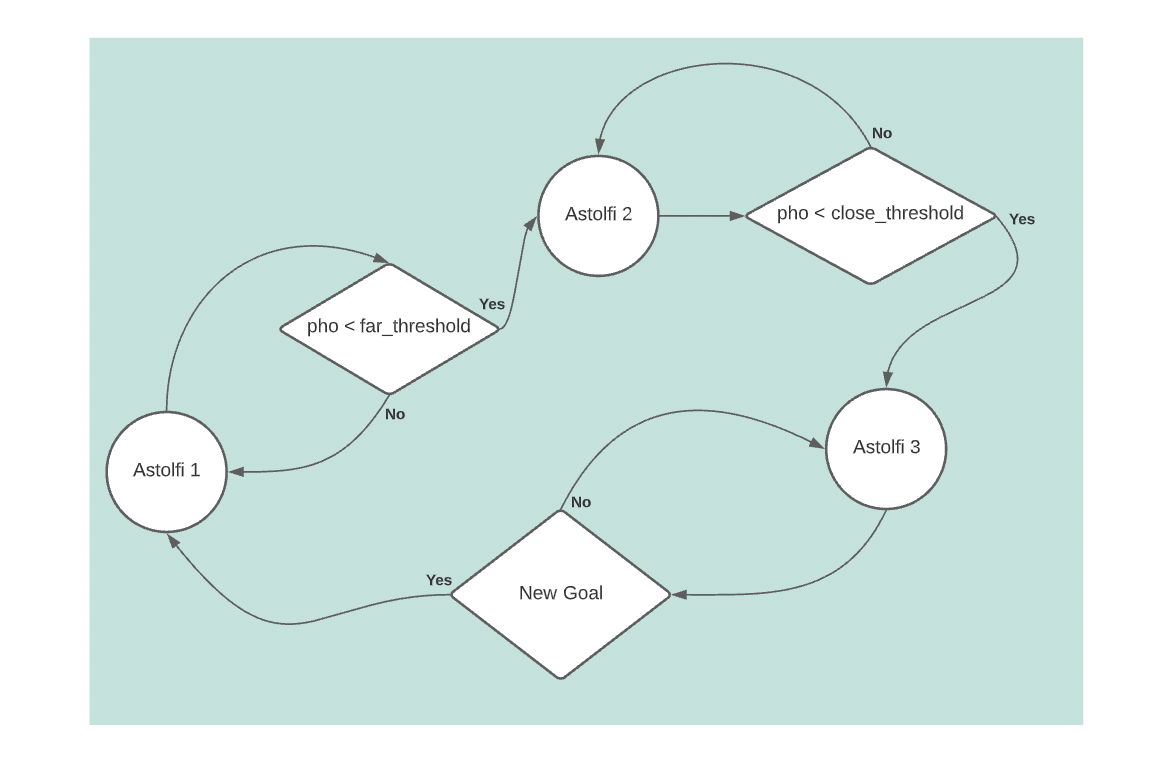 No
Astolfi 2
pho < close_threshold
Yes
Yes
pho < far_threshold
No
Astolfi 1
Astolfi 3
No
Yes
New Goal